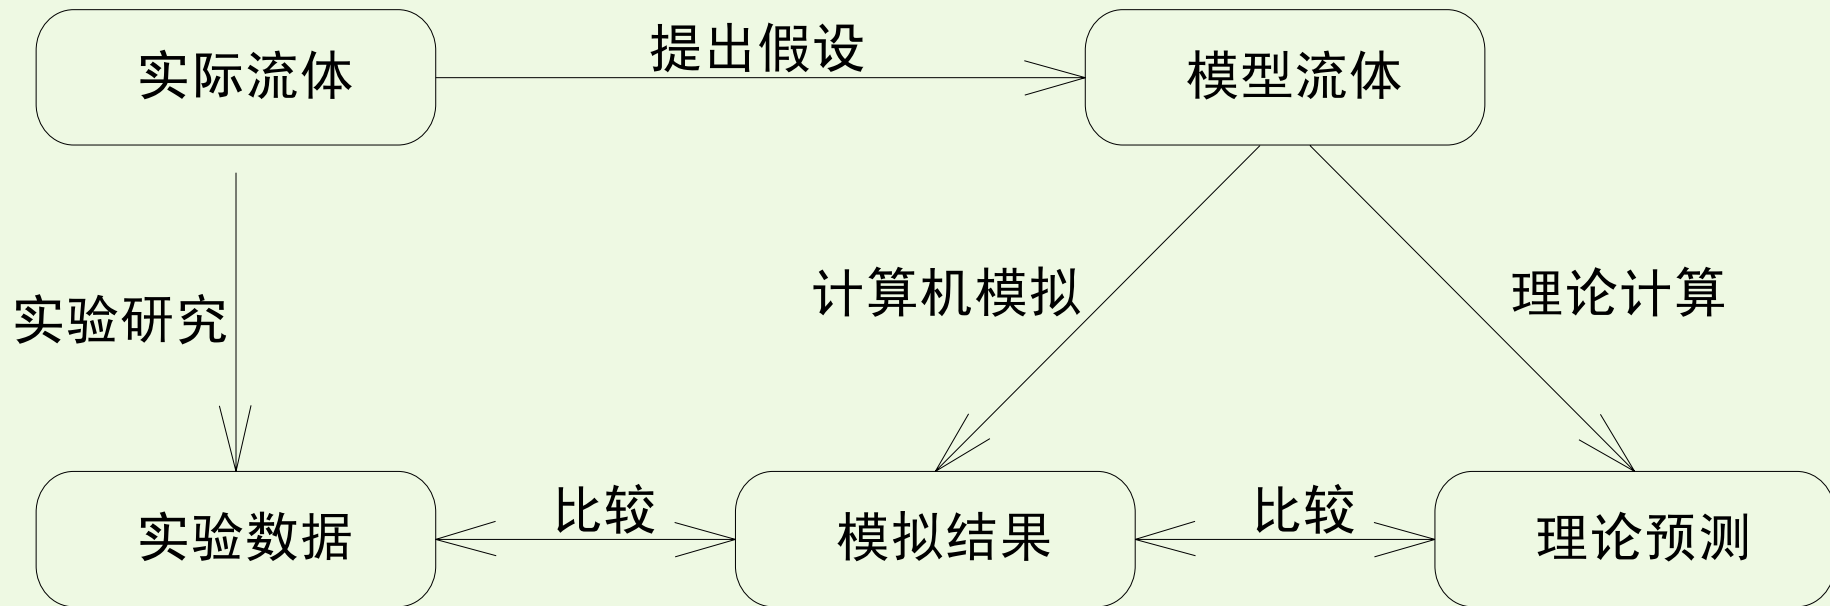 实际流体
提出假设
模型流体
实验研究
计算机模拟
理论计算
实验数据
比较
模拟结果
比较
理论预测